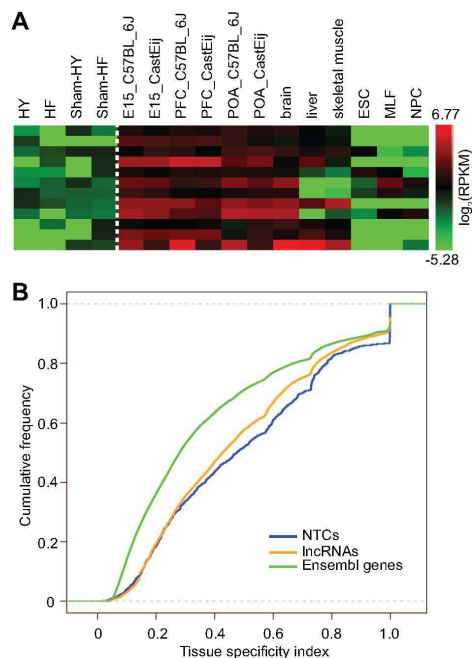 A
HY
HF
Sham-HY
Sham-HF
E15_C57BL_6J
E15_CastEij
PFC_C57BL_6J
PFC_CastEij
POA_C57BL_6J
POA_CastEij
brain
liver
skeletal muscle
ESC
MLF
NPC
6.77
log2(RPKM)
-5.28
B
1.0
0.8
0.6
0.4
0.2
0
Cumulative frequency
NTCs
lncRNAs
Ensembl genes
0 0.2 0.4 0.6 0.8 1.0
Tissue specificity index